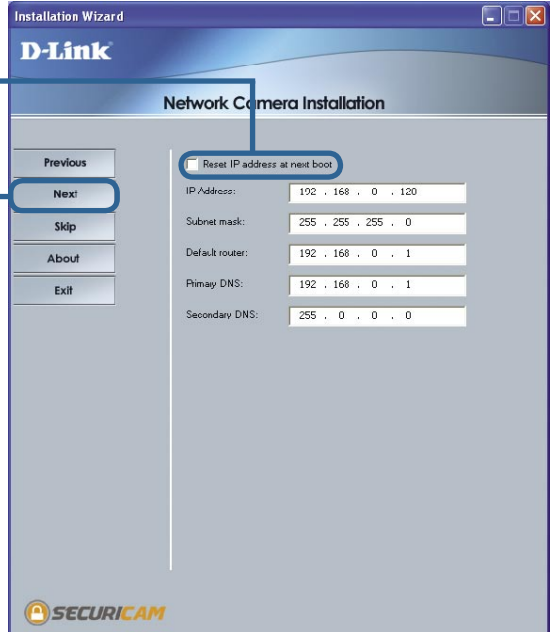 Installation Wizard
D-Link
Network Camera Installation
Previous
Next
Skip
About
Exit
Reset IP address at next boot
IP Address: 192 . 168 . 0 . 120
Subnet mask: 255 . 255 . 255 . 0
Default router: 192 . 168 . 0 . 1
Primary DNS: 192 . 168 . 0 . 1
Secondary DNS: 255 . 0 . 0 . 0
SECURICAM